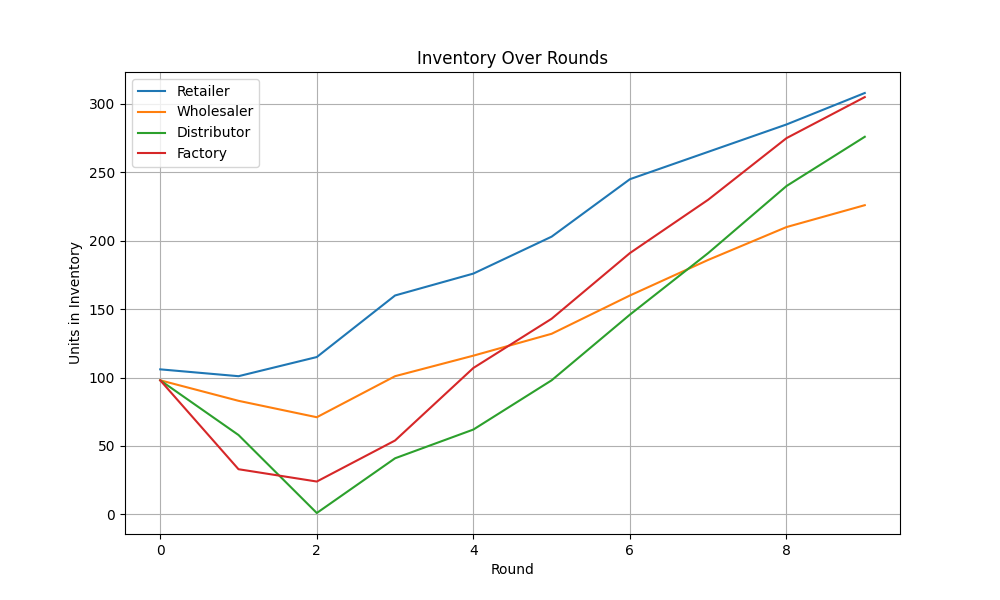 Inventory Over Rounds
Retailer
Wholesaler
Distributor
Factory
300
250
200
150
100
50
0
Units in Inventory
0 2 4 6 8
Round